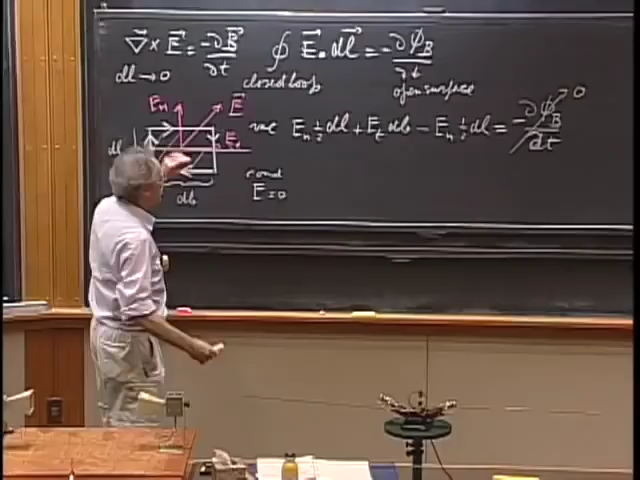 ∇ × E⃗ = -∂B⃗/∂t
∮ E⃗ · dl⃗ = -∂ϕ_B/∂t
dl → 0
closed loop
open surface
E_n
E⃗
E_t
dl
db
vac E_n ½ dl + E_t db - E_n ½ dl = -∂ϕ_B/∂t → 0
cond
E = 0